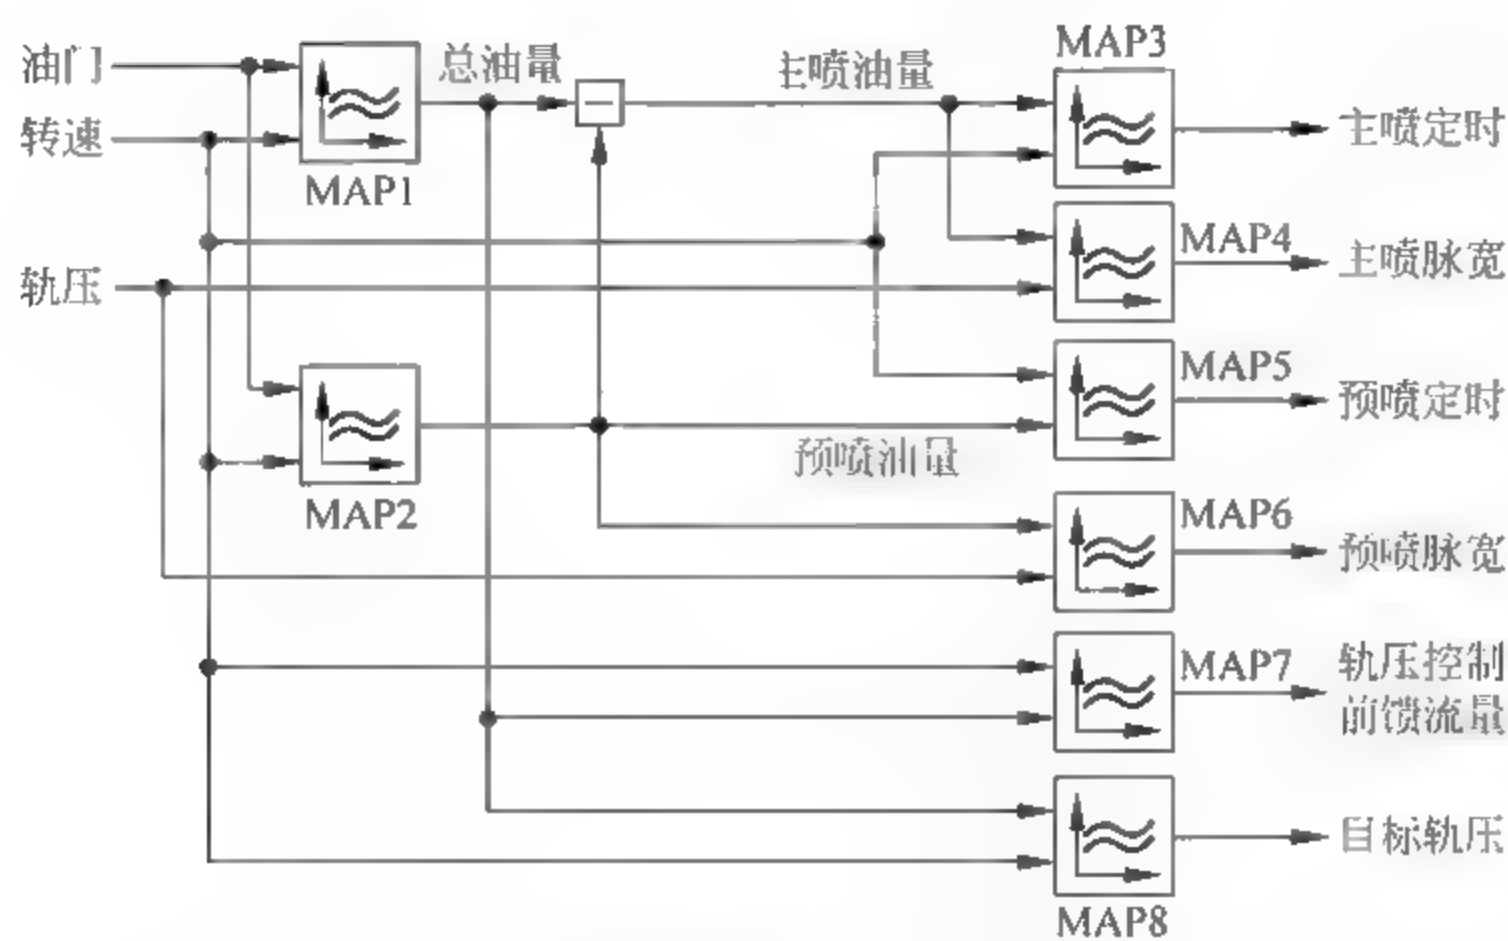 油门
转速
轨压
MAP1
总油量
主喷油量
MAP3
主喷定时
MAP4
主喷脉宽
MAP5
预喷定时
MAP2
预喷油量
MAP6
预喷脉宽
MAP7
轨压控制
前馈流量
目标轨压
MAP8